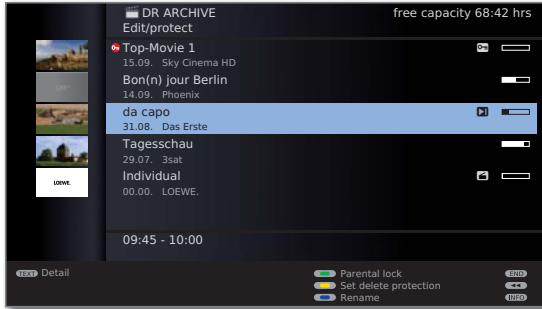 DR ARCHIVE free capacity 68:42 hrs
Edit/protect
Top-Movie 1
15.09. Sky Cinema HD
Bon(n) jour Berlin
14.09. Phoenix
da capo
31.08. Das Erste
Tagesschau
29.07. 3sat
Individual
00.00. LOEWE.
LOEWE.
09:45 - 10:00
TEXT Detail
Parental lock END
Set delete protection
Rename INFO